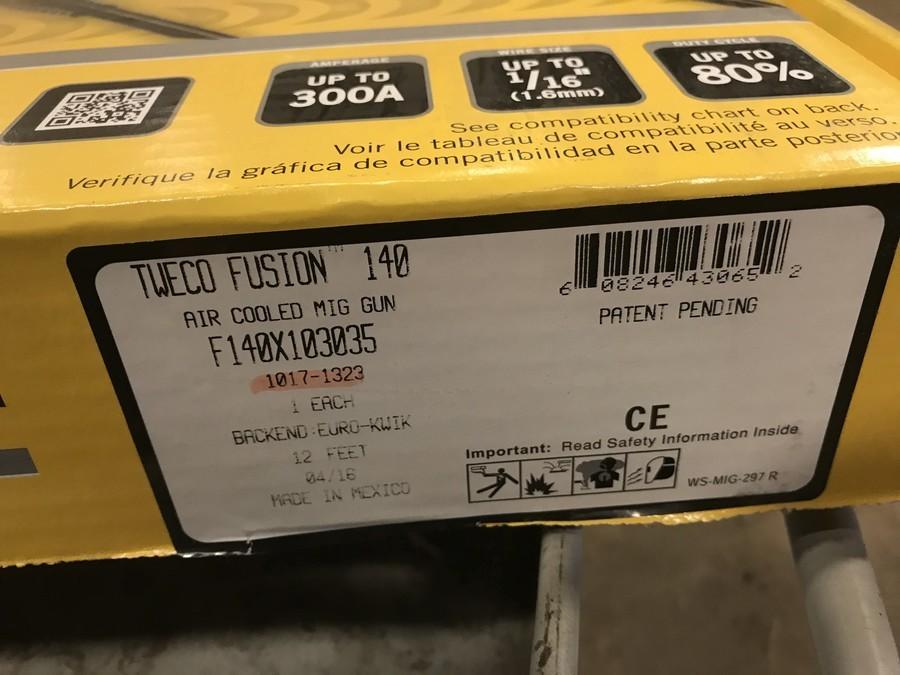 AMPERAGE
UP TO
300A
WIRE SIZE
UP TO
1/16"
(1.6mm)
DUTY CYCLE
UP TO
80%
See compatibility chart on back.
Voir le tableau de compatibilité au verso.
Verifique la gráfica de compatibilidad en la parte posterior
TWECO FUSION™ 140
AIR COOLED MIG GUN
F140X103035
1017-1323
1 EACH
BACKEND:EURO-KWIK
12 FEET
04/16
MADE IN MEXICO
6 08246 43065 2
PATENT PENDING
CE
Important: Read Safety Information Inside
WS-MIG-297 R